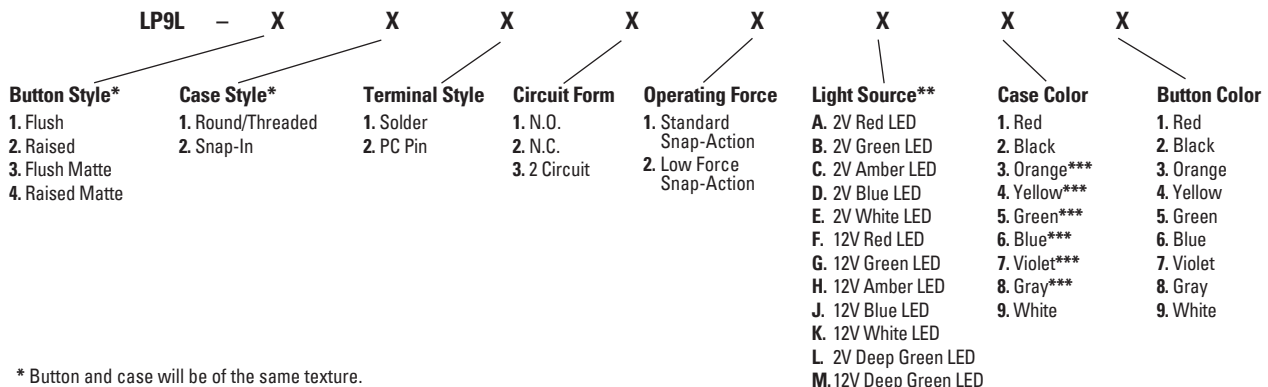 LP9L – X X X X X X X X
Button Style*
1. Flush
2. Raised
3. Flush Matte
4. Raised Matte
Case Style*
1. Round/Threaded
2. Snap-In
Terminal Style
1. Solder
2. PC Pin
Circuit Form
1. N.O.
2. N.C.
3. 2 Circuit
Operating Force
1. Standard
Snap-Action
2. Low Force
Snap-Action
Light Source**
A. 2V Red LED
B. 2V Green LED
C. 2V Amber LED
D. 2V Blue LED
E. 2V White LED
F. 12V Red LED
G. 12V Green LED
H. 12V Amber LED
J. 12V Blue LED
K. 12V White LED
L. 2V Deep Green LED
M. 12V Deep Green LED
Case Color
1. Red
2. Black
3. Orange***
4. Yellow***
5. Green***
6. Blue***
7. Violet***
8. Gray***
9. White
Button Color
1. Red
2. Black
3. Orange
4. Yellow
5. Green
6. Blue
7. Violet
8. Gray
9. White
* Button and case will be of the same texture.